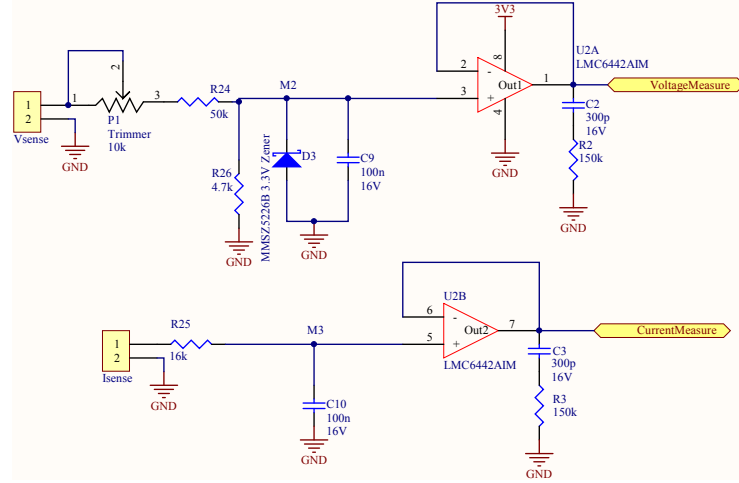 3V3
U2A
LMC6442AIM
2
8
-
Out1
1
VoltageMeasure
3
+
4
GND
C2
300p
16V
R2
150k
GND
1
2
Vsense
GND
1
2
3
P1
Trimmer
10k
R24
50k
M2
R26
4.7k
GND
MMSZ5226B 3.3V Zener
D3
C9
100n
16V
GND
U2B
6
-
Out2
7
CurrentMeasure
5
+
LMC6442AIM
C3
300p
16V
R3
150k
GND
1
2
Isense
GND
R25
16k
M3
C10
100n
16V
GND